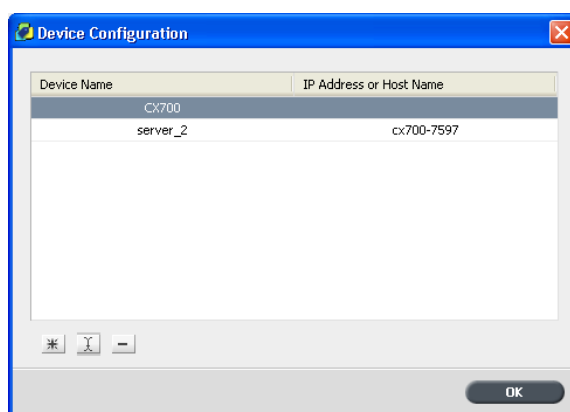 Device Configuration
Device Name IP Address or Host Name
CX700
server_2 cx700-7597
OK